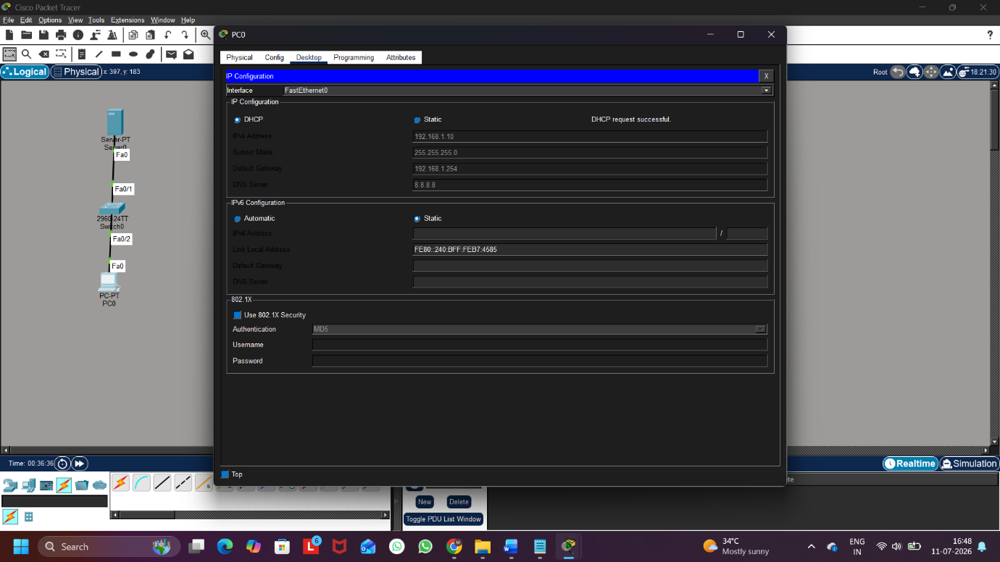 Cisco Packet Tracer
File Edit Options View Tools Extensions Window Help
?
Logical Physical x: 397, y: 183
Root 18:21:30
Server-PT
Server0
Fa0
Fa0/1
2960-24TT
Switch0
Fa0/2
Fa0
PC-PT
PC0
PC0
Physical Config Desktop Programming Attributes
IP Configuration X
Interface FastEthernet0
IP Configuration
DHCP Static DHCP request successful.
IPv4 Address 192.168.1.10
Subnet Mask 255.255.255.0
Default Gateway 192.168.1.254
DNS Server 8.8.8.8
IPv6 Configuration
Automatic Static
IPv6 Address /
Link Local Address FE80::240:BFF:FEB7:4585
Default Gateway
DNS Server
802.1X
Use 802.1X Security
Authentication MD5
Username
Password
Top
Time: 00:36:36
Realtime Simulation
New Delete
Toggle PDU List Window
Search
6
34°C
Mostly sunny
ENG
IN
16:48
11-07-2026